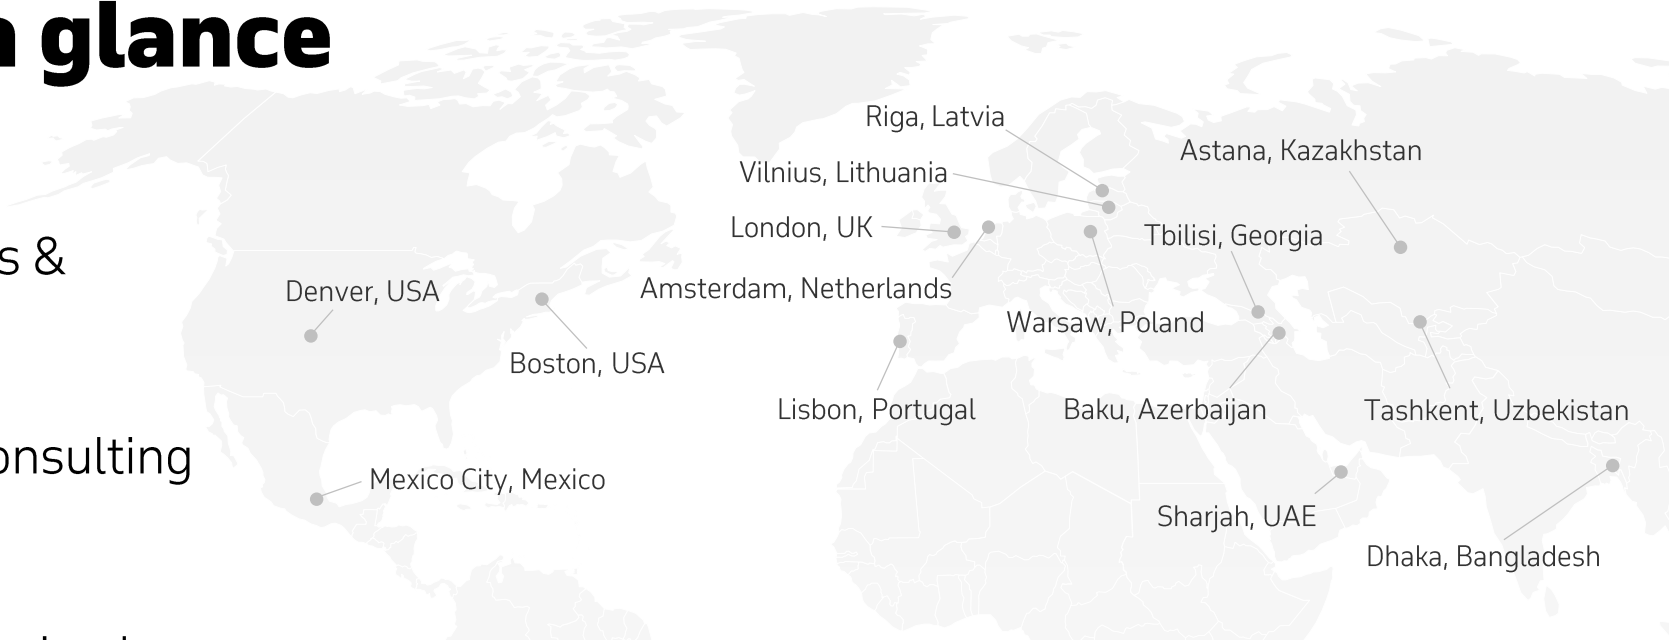 glance
Riga, Latvia
Astana, Kazakhstan
Vilnius, Lithuania
London, UK
Tbilisi, Georgia
s &
Denver, USA
Amsterdam, Netherlands
Warsaw, Poland
Boston, USA
Lisbon, Portugal
Baku, Azerbaijan
Tashkent, Uzbekistan
onsulting
Mexico City, Mexico
Sharjah, UAE
Dhaka, Bangladesh